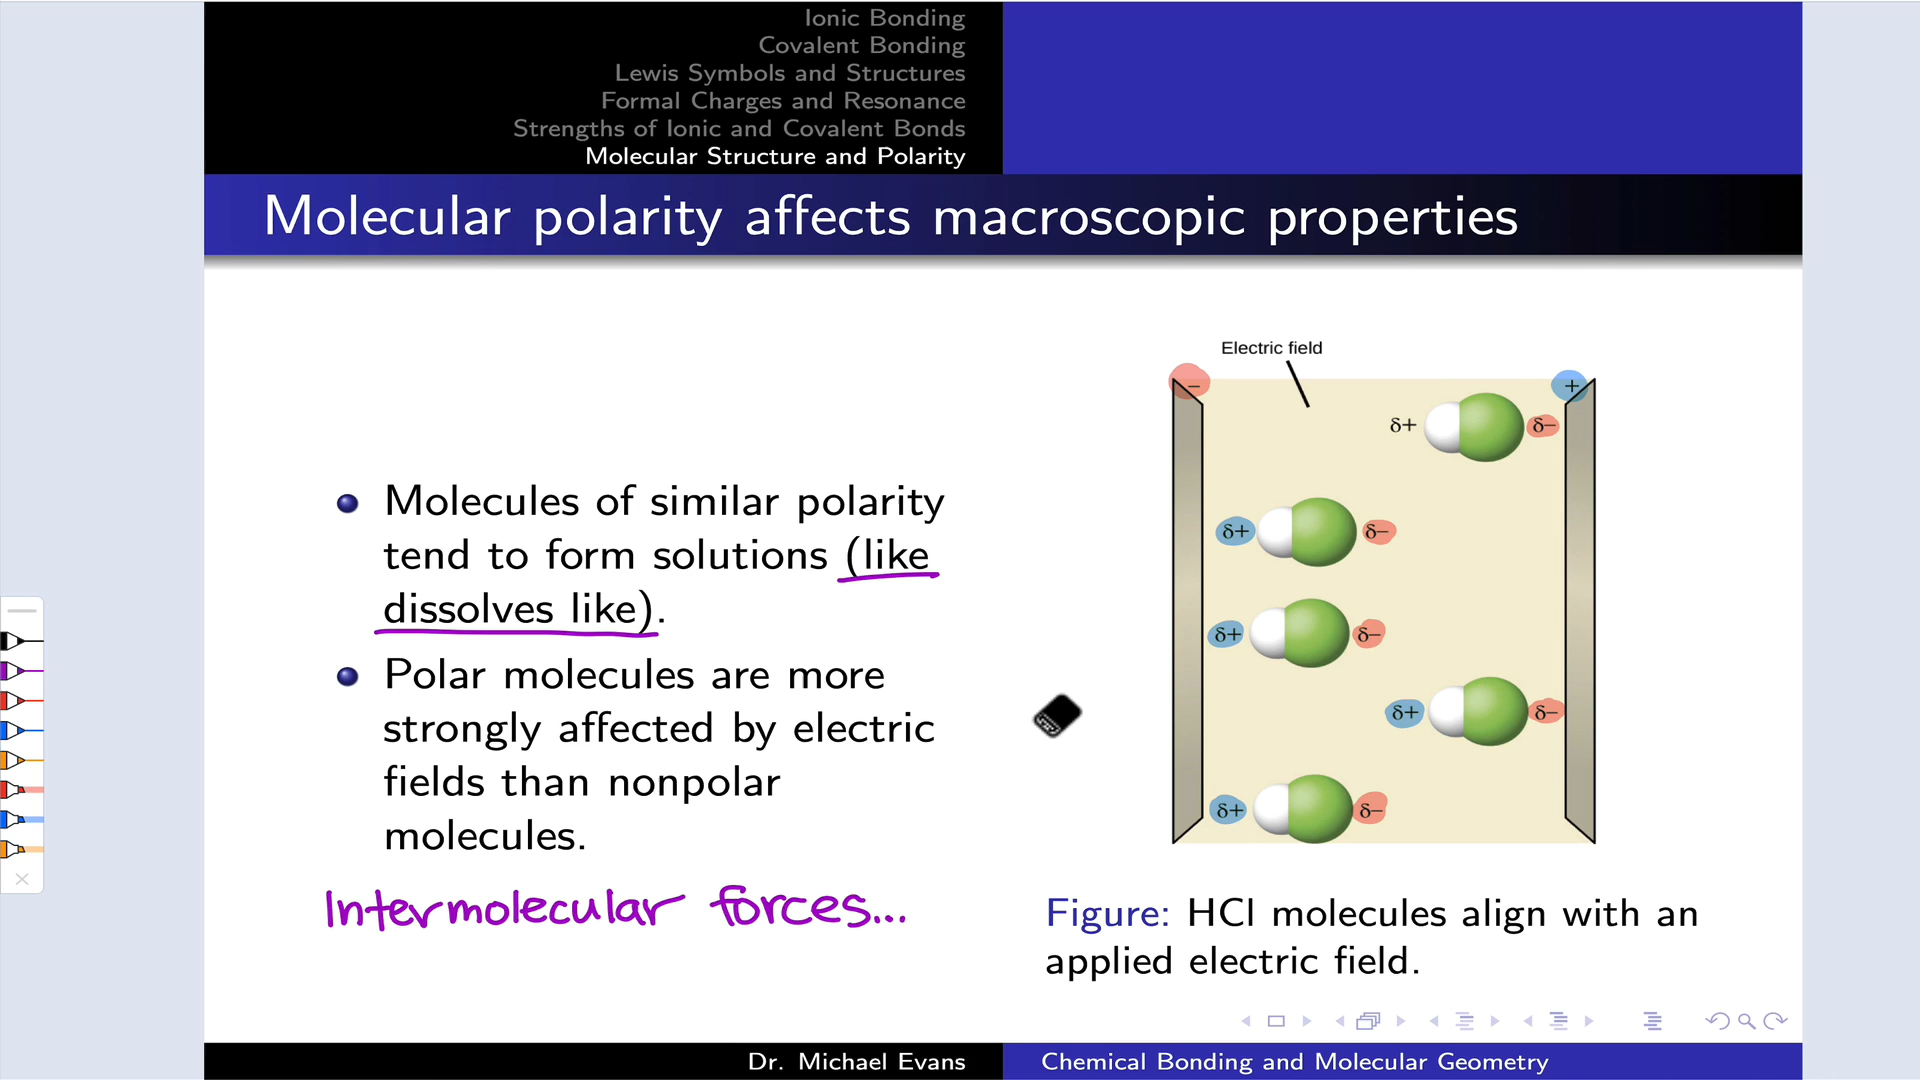 Ionic Bonding
Covalent Bonding
Lewis Symbols and Structures
Formal Charges and Resonance
Strengths of Ionic and Covalent Bonds
Molecular Structure and Polarity
Molecular polarity affects macroscopic properties
Molecules of similar polarity
tend to form solutions (like
dissolves like).
Polar molecules are more
strongly affected by electric
fields than nonpolar
molecules.
Intermolecular forces...
Electric field
− +
δ+ δ−
δ+ δ−
δ+ δ−
δ+ δ−
δ+ δ−
Figure: HCl molecules align with an
applied electric field.
Dr. Michael Evans
Chemical Bonding and Molecular Geometry